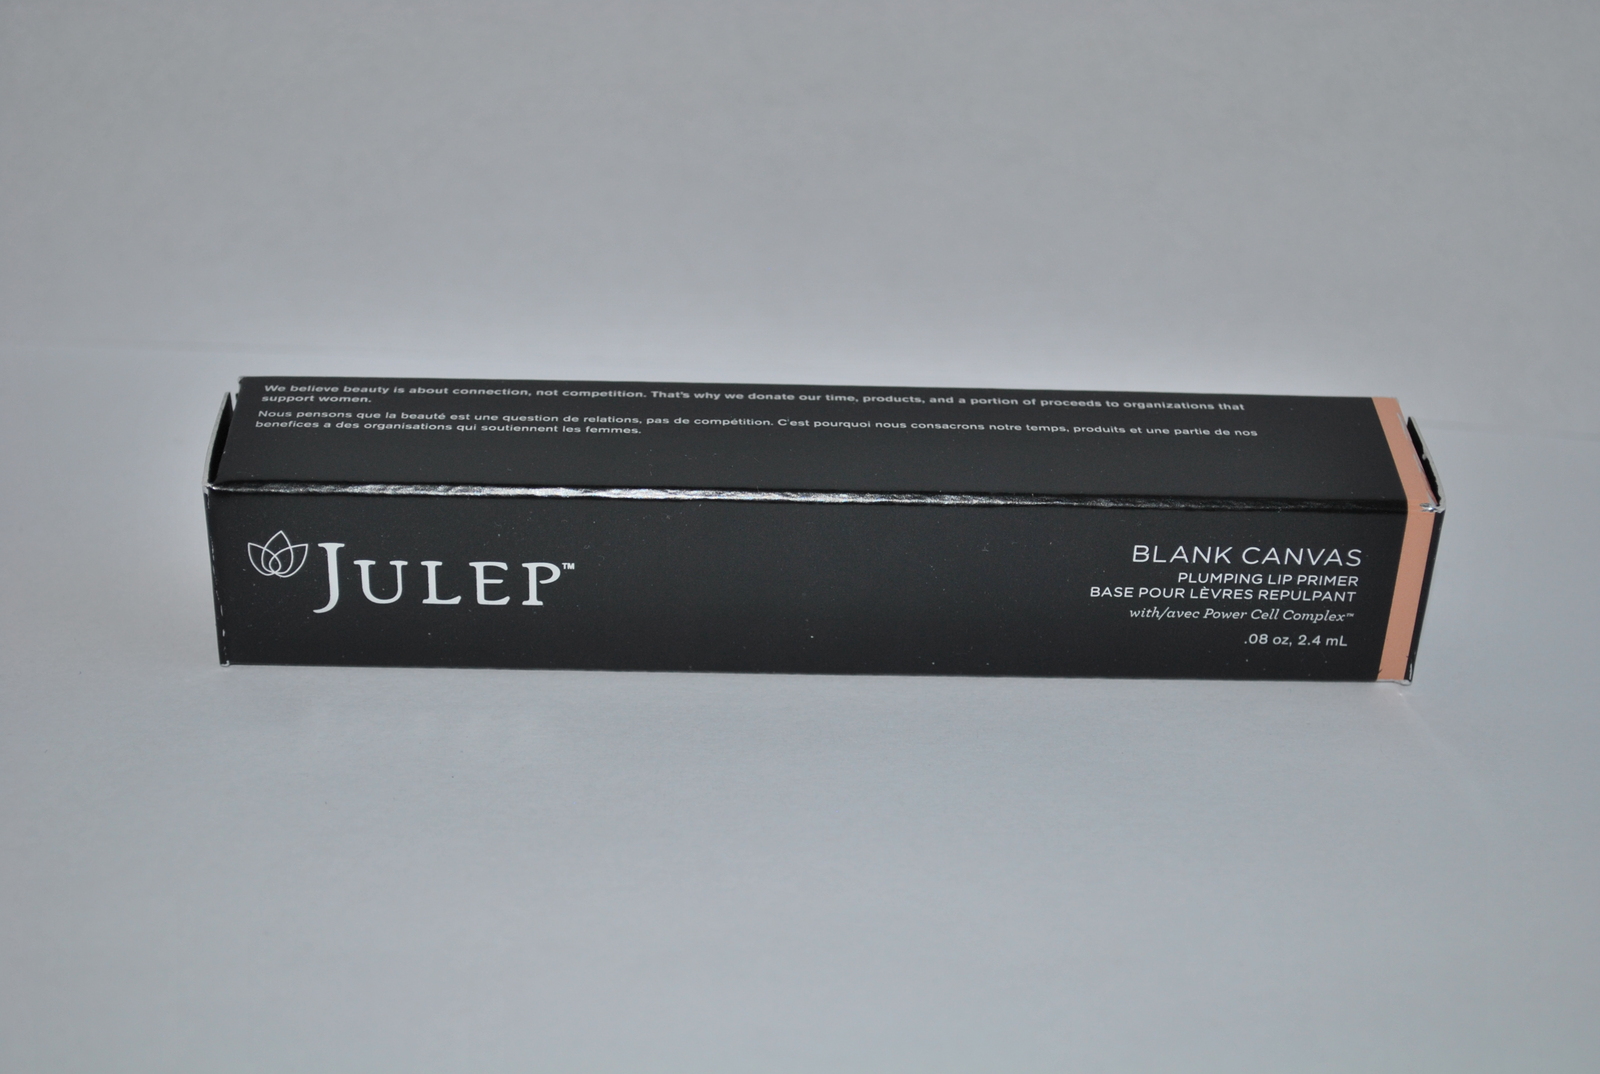 We believe beauty is about connection, not competition. That's why we donate our time, products, and a portion of proceeds to organizations that
support women.
Nous pensons que la beauté est une question de relations, pas de compétition. C'est pourquoi nous consacrons notre temps, produits et une partie de nos
benefices a des organisations qui soutiennent les femmes.
JULEP™
BLANK CANVAS
PLUMPING LIP PRIMER
BASE POUR LÈVRES REPULPANT
with/avec Power Cell Complex™
.08 oz, 2.4 mL